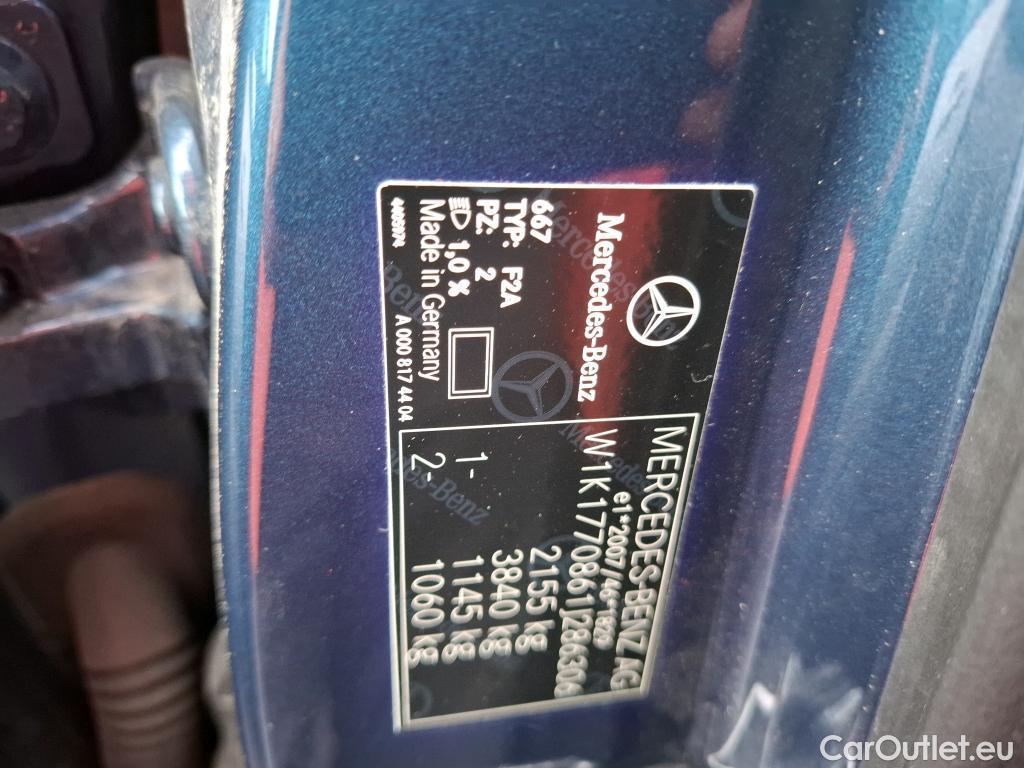 Mercedes-Benz
667
TYP: F2A
PZ: 2
1,0 %
Made in Germany
4405974
A 000 817 44 04
MERCEDES-BENZ AG
W1K1770861J286306
2155 kg
3840 kg
1- 1145 kg
2- 1060 kg
CarOutlet.eu